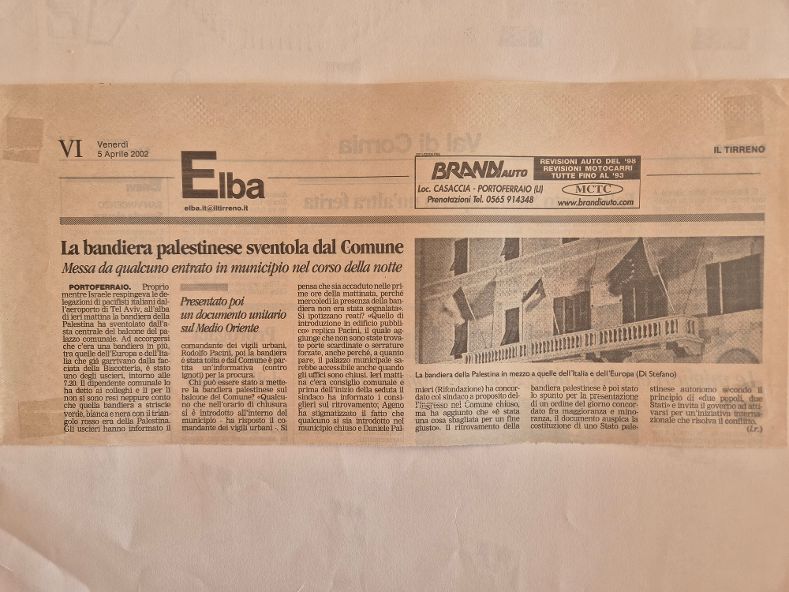 VI
Venerdì
5 Aprile 2002
Elba
elba.it@iltirreno.it
BRANDI AUTO
Loc. CASACCIA - PORTOFERRAIO (LI)
Prenotazioni Tel. 0565 914348
REVISIONI AUTO DEL '98
REVISIONI MOTOCARRI
TUTTE FINO AL '93
MCTC
www.brandiauto.com
IL TIRRENO
La bandiera palestinese sventola dal Comune
Messa da qualcuno entrato in municipio nel corso della notte
PORTOFERRAIO. Proprio
mentre Israele respingeva le de-
legazioni di pacifisti italiani dal-
l'aeroporto di Tel Aviv, all'alba
di ieri mattina la bandiera della
Palestina ha sventolato dall'a-
sta centrale del balcone del pa-
lazzo comunale. Ad accorgersi
che c'era una bandiera in più,
tra quelle dell'Europa e dell'Ita-
lia che già garrivano dalla fac-
ciata della Biscotteria, è stato
uno degli uscieri, intorno alle
7.20. Il dipendente comunale lo
ha detto ai colleghi e il per lì
non si sono resi neppure conto
che quella bandiera a strisce
verde, bianca e nera con il trian-
golo rosso era della Palestina.
Gli uscieri hanno informato il
Presentato poi
un documento unitario
sul Medio Oriente
comandante dei vigili urbani,
Rodolfo Pacini, poi la bandiera
è stata tolta e dal Comune è par-
tita un'informativa (contro
ignoti) per la procura.
Chi può essere stato a mette-
re la bandiera palestinese sul
balcone del Comune? «Qualcu-
no che nell'orario di chiusura
si è introdotto all'interno del
municipio - ha risposto il co-
mandante dei vigili urbani -. Si
pensa che sia accaduto nelle pri-
me ore della mattinata, perché
mercoledì la presenza della ban-
diera non era stata segnalata».
Si ipotizzano reati? «Quello di
introduzione in edificio pubbli-
co» replica Pacini, il quale ag-
giunge che non sono state trova-
te porte scardinate o serrature
forzate, anche perché, a quanto
pare, il palazzo municipale sa-
rebbe accessibile anche quando
gli uffici sono chiusi. Ieri matti-
na c'era consiglio comunale e
prima dell'inizio della seduta il
sindaco ha informato i consi-
glieri sul ritrovamento; Ageno
ha stigmatizzato il fatto che
qualcuno si sia introdotto nel
municipio chiuso e Daniele Pal-
La bandiera della Palestina in mezzo a quelle dell'Italia e dell'Europa (Di Stefano)
mieri (Rifondazione) ha concor-
dato col sindaco a proposito del-
l'ingresso nel Comune chiuso,
ma ha aggiunto che «è stata
una cosa sbagliata per un fine
giusto». Il ritrovamento della
bandiera palestinese è poi stato
lo spunto per la presentazione
di un ordine del giorno concor-
dato fra maggioranza e mino-
ranza, il documento auspica la
costituzione di uno Stato pale-
stinese autonomo secondo il
principio di «due popoli, due
Stati» e invita il governo ad atti-
varsi per un'iniziativa interna-
zionale che risolva il conflitto.